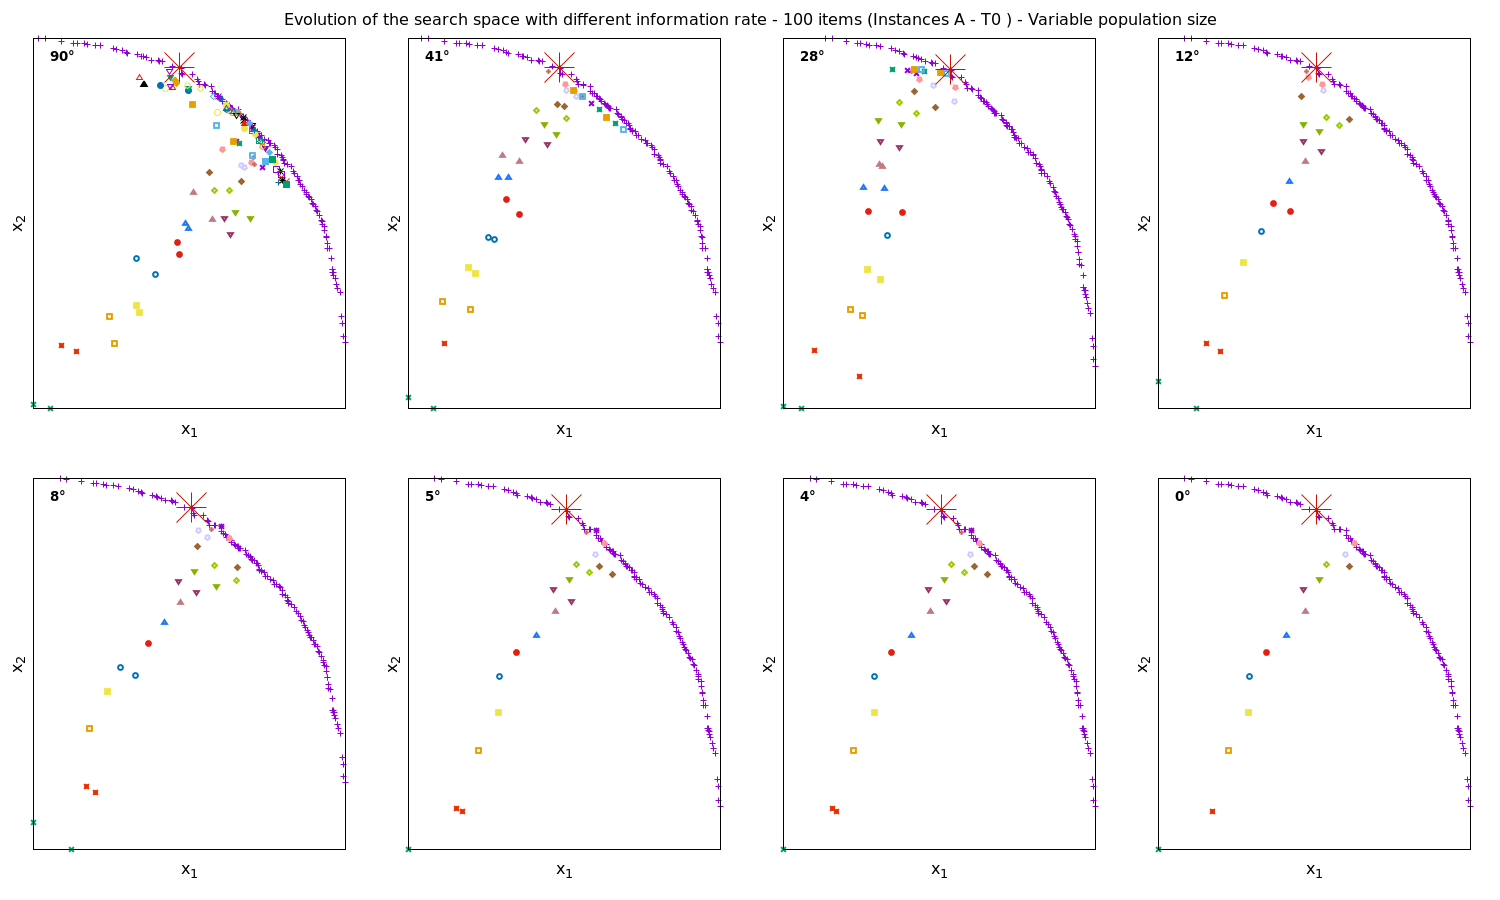 Evolution of the search space with different information rate - 100 items (Instances A - T0 ) - Variable population size
90°
41°
28°
12°
x2
x2
x2
x2
x1
x1
x1
x1
8°
5°
4°
0°
x2
x2
x2
x2
x1
x1
x1
x1